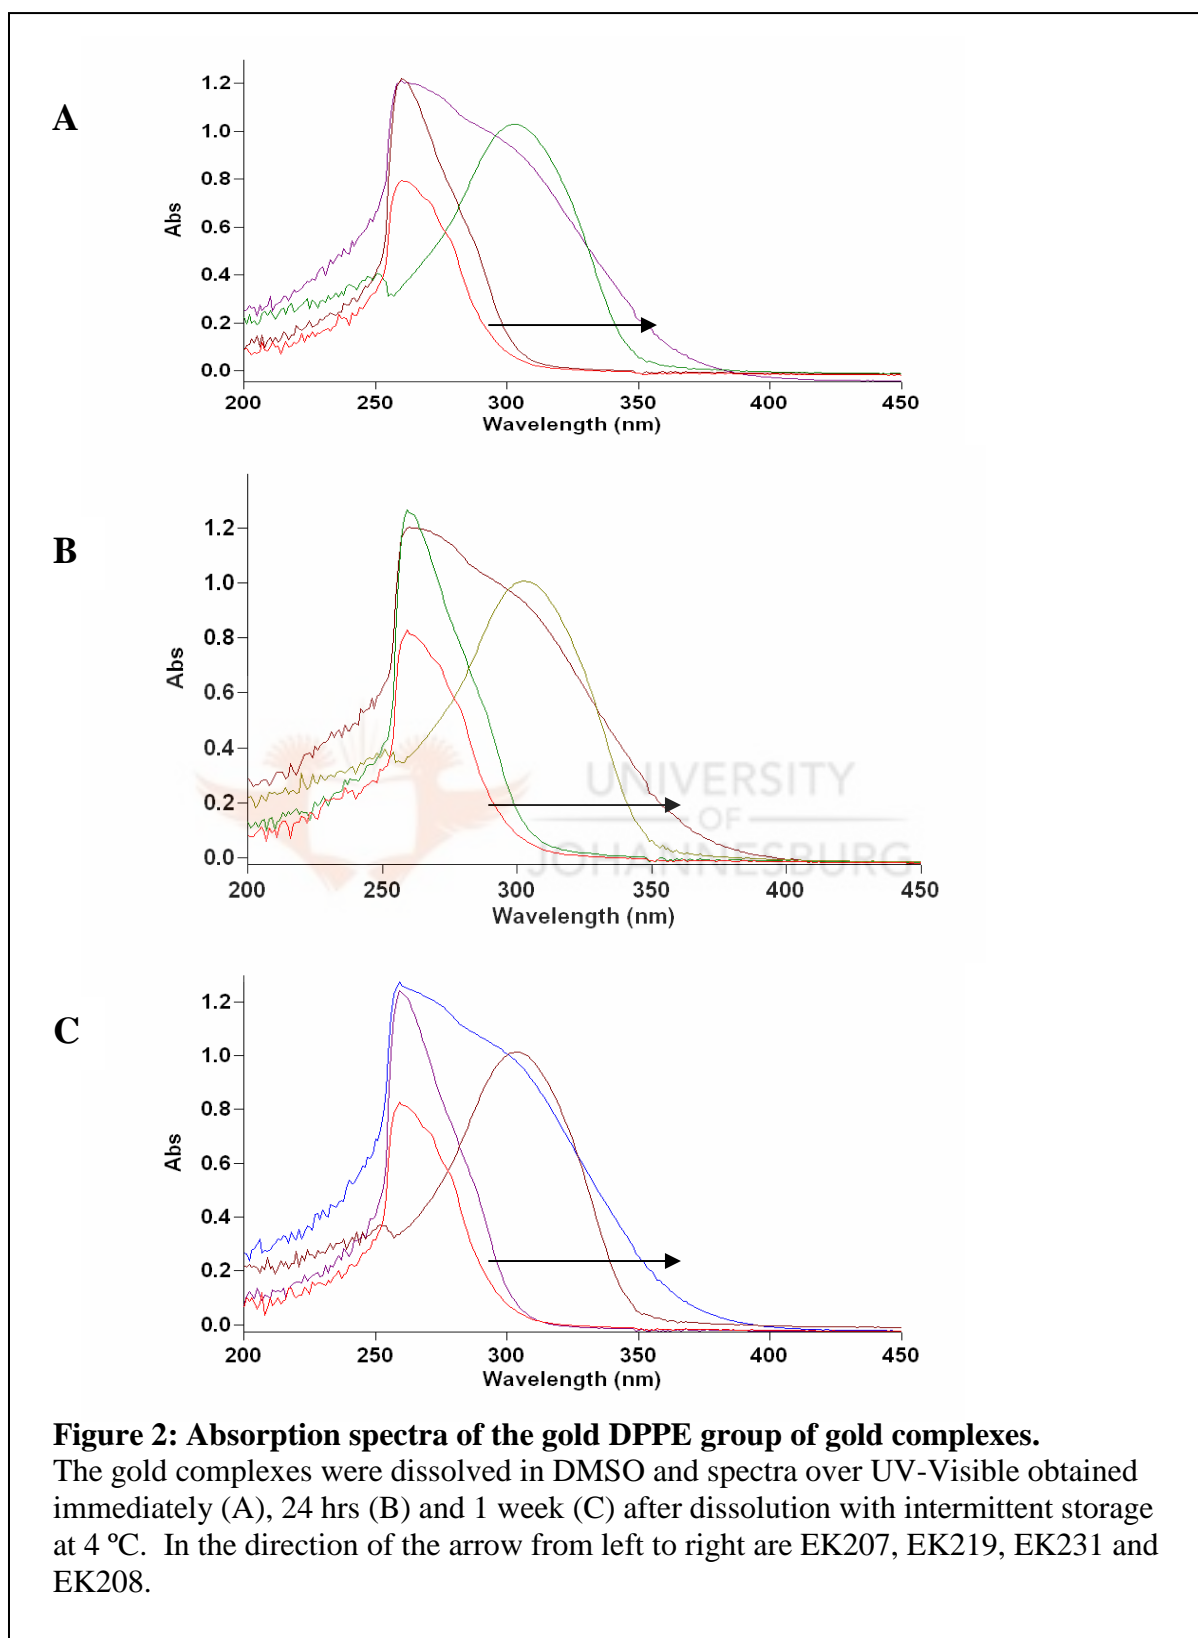 A
1.2
1.0
0.8
0.6
0.4
0.2
0.0
Abs
200 250 300 350 400 450
Wavelength (nm)
B
1.2
1.0
0.8
0.6
0.4
0.2
0.0
Abs
UNIVERSITY
OF
JOHANNESBURG
200 250 300 350 400 450
Wavelength (nm)
C
1.2
1.0
0.8
0.6
0.4
0.2
0.0
Abs
200 250 300 350 400 450
Wavelength (nm)
Figure 2: Absorption spectra of the gold DPPE group of gold complexes.
The gold complexes were dissolved in DMSO and spectra over UV-Visible obtained
immediately (A), 24 hrs (B) and 1 week (C) after dissolution with intermittent storage
at 4 ºC.  In the direction of the arrow from left to right are EK207, EK219, EK231 and
EK208.